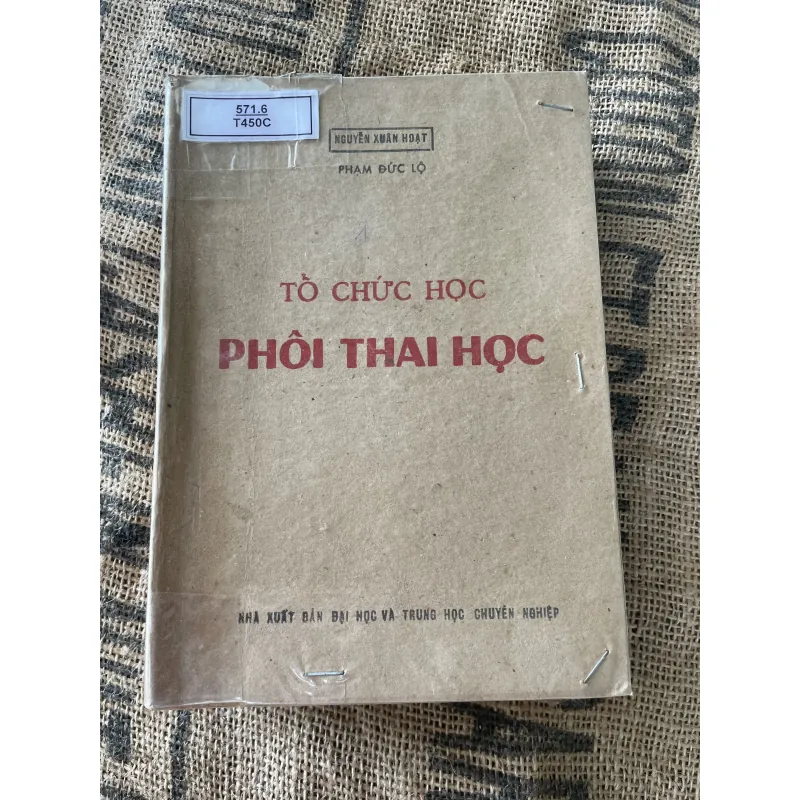 571.6
T450C
NGUYỄN XUÂN HOẠT
PHẠM ĐỨC LỘ
TỔ CHỨC HỌC
PHÔI THAI HỌC
NHÀ XUẤT BẢN ĐẠI HỌC VÀ TRUNG HỌC CHUYÊN NGHIỆP